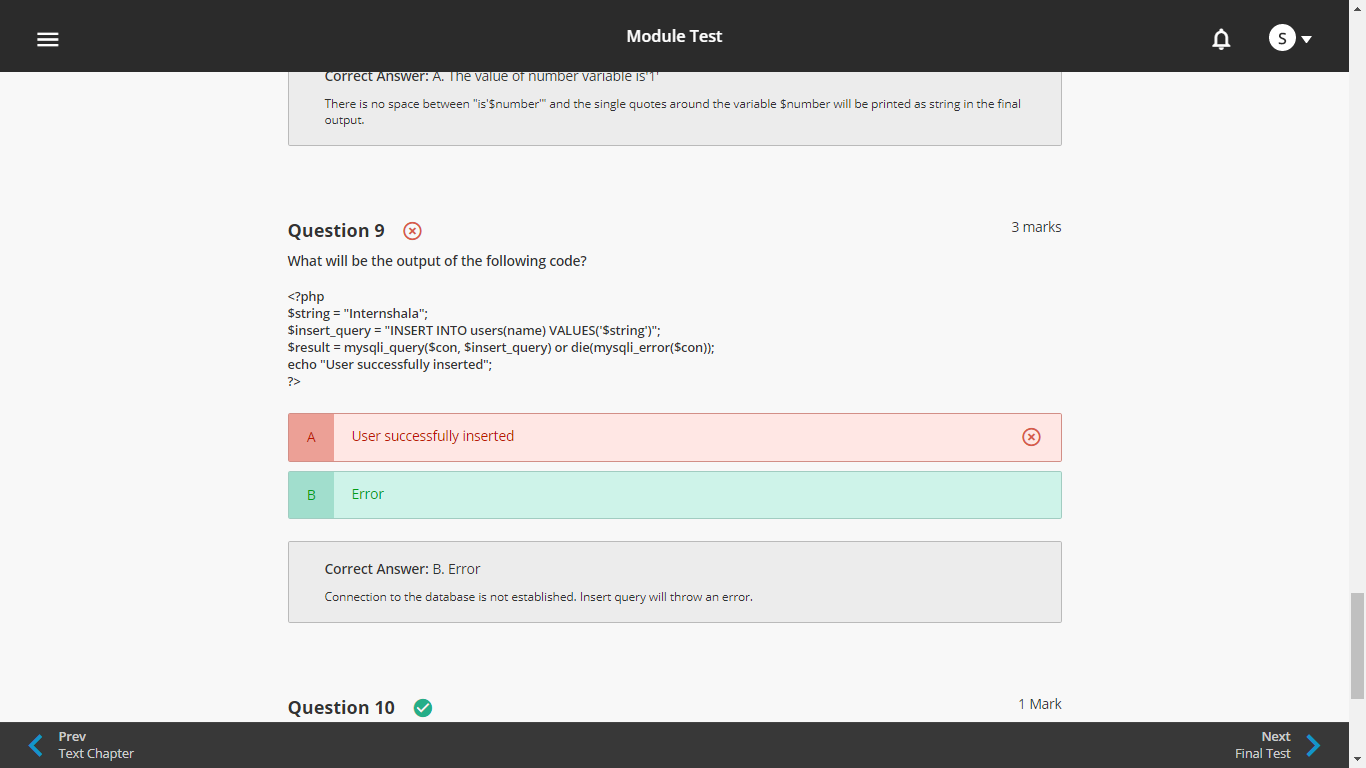 Module Test
S
Correct Answer: A. The value of number variable is'1'
There is no space between "is'$number'" and the single quotes around the variable $number will be printed as string in the final
output.
Question 9
3 marks
What will be the output of the following code?
<?php
$string = "Internshala";
$insert_query = "INSERT INTO users(name) VALUES('$string')";
$result = mysqli_query($con, $insert_query) or die(mysqli_error($con));
echo "User successfully inserted";
?>
A User successfully inserted
B Error
Correct Answer: B. Error
Connection to the database is not established. Insert query will throw an error.
Question 10
1 Mark
Prev
Text Chapter
Next
Final Test